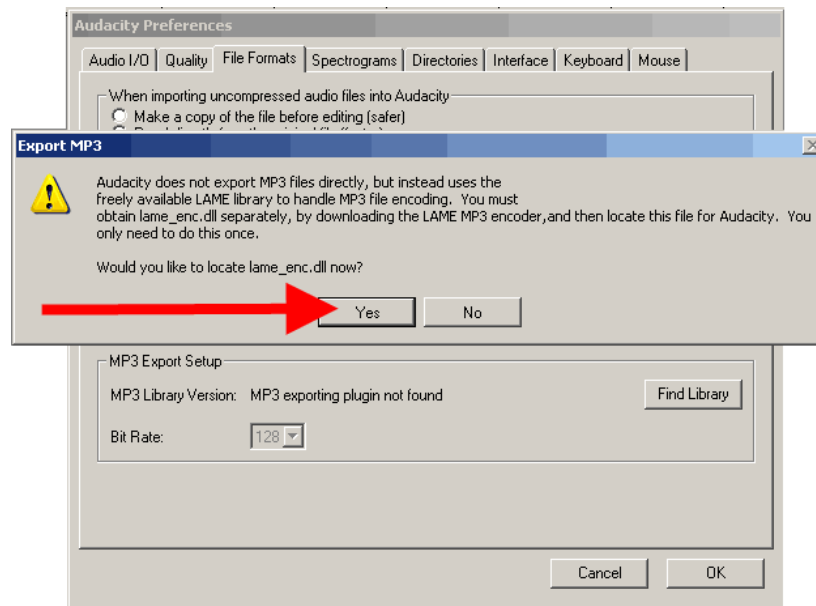 Audacity Preferences
Audio I/O Quality File Formats Spectrograms Directories Interface Keyboard Mouse
When importing uncompressed audio files into Audacity
Make a copy of the file before editing (safer)
Export MP3
Audacity does not export MP3 files directly, but instead uses the
freely available LAME library to handle MP3 file encoding. You must
obtain lame_enc.dll separately, by downloading the LAME MP3 encoder,and then locate this file for Audacity. You
only need to do this once.
Would you like to locate lame_enc.dll now?
Yes No
MP3 Export Setup
MP3 Library Version: MP3 exporting plugin not found Find Library
Bit Rate: 128
Cancel OK